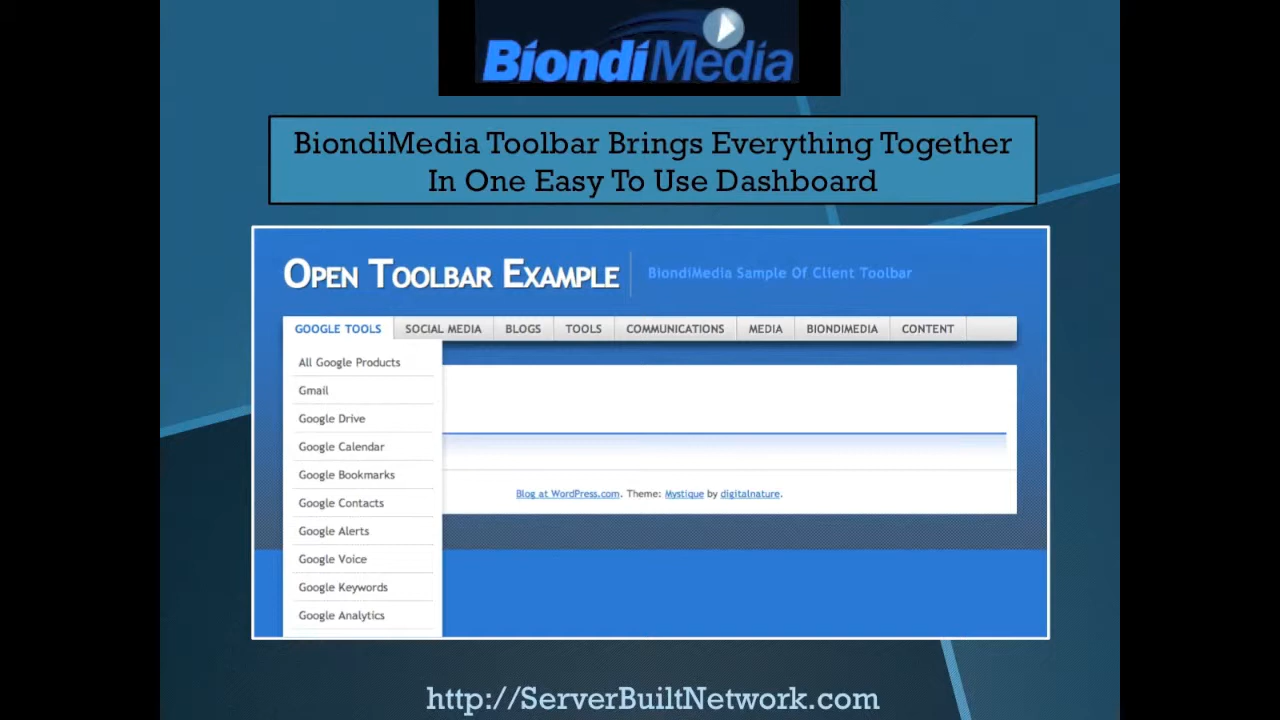 BiondiMedia
BiondiMedia Toolbar Brings Everything Together
In One Easy To Use Dashboard
OPEN TOOLBAR EXAMPLE
BiondiMedia Sample Of Client Toolbar
GOOGLE TOOLS SOCIAL MEDIA BLOGS TOOLS COMMUNICATIONS MEDIA BIONDIMEDIA CONTENT
All Google Products
Gmail
Google Drive
Google Calendar
Google Bookmarks
Google Contacts
Google Alerts
Google Voice
Google Keywords
Google Analytics
Blog at WordPress.com. Theme: Mystique by digitalnature.
http://ServerBuiltNetwork.com